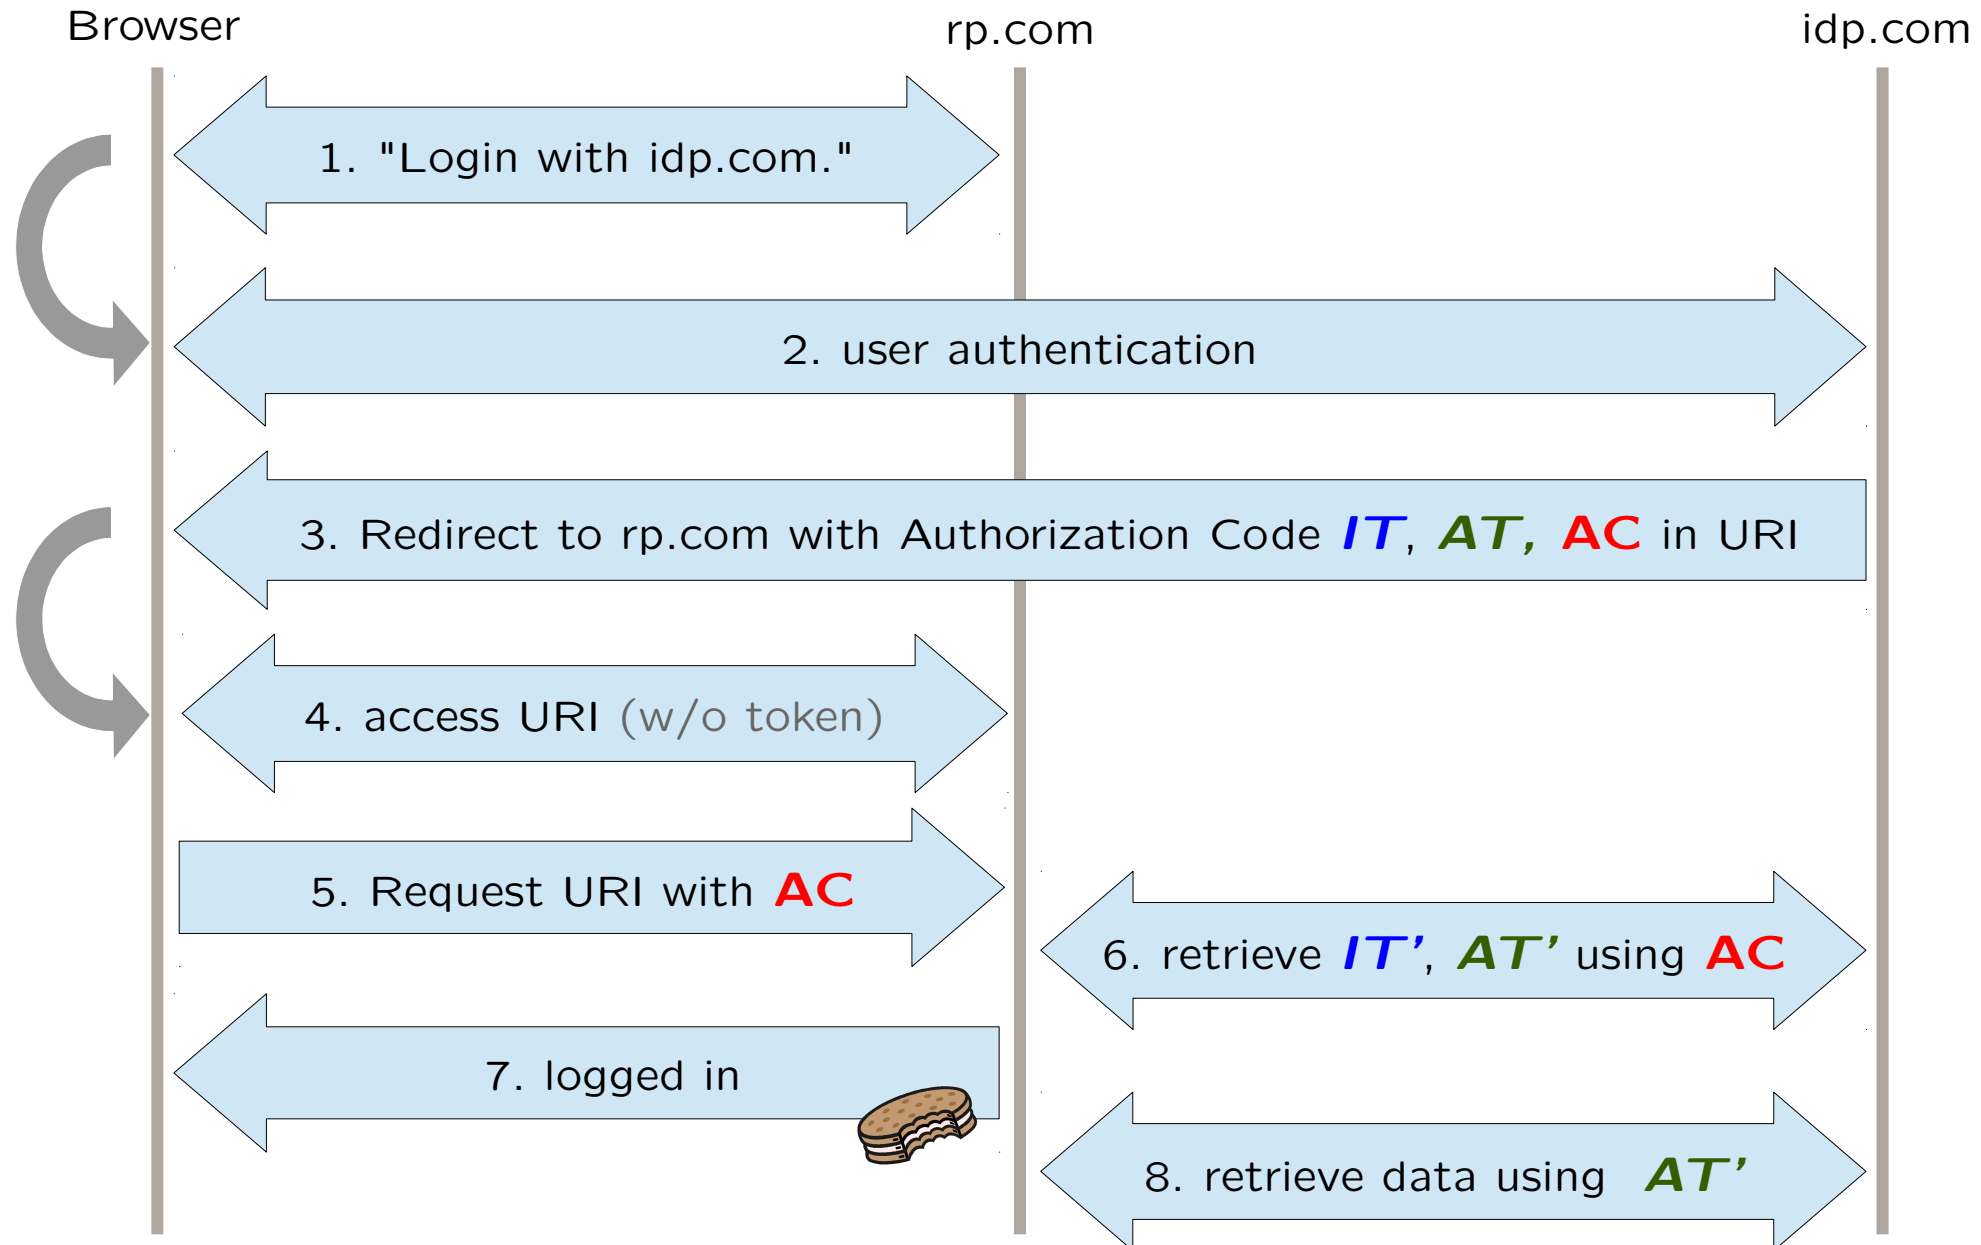 Browser
rp.com
idp.com
1. "Login with idp.com."
2. user authentication
3. Redirect to rp.com with Authorization Code IT, AT, AC in URI
4. access URI (w/o token)
5. Request URI with AC
6. retrieve IT’, AT’ using AC
7. logged in
8. retrieve data using AT’